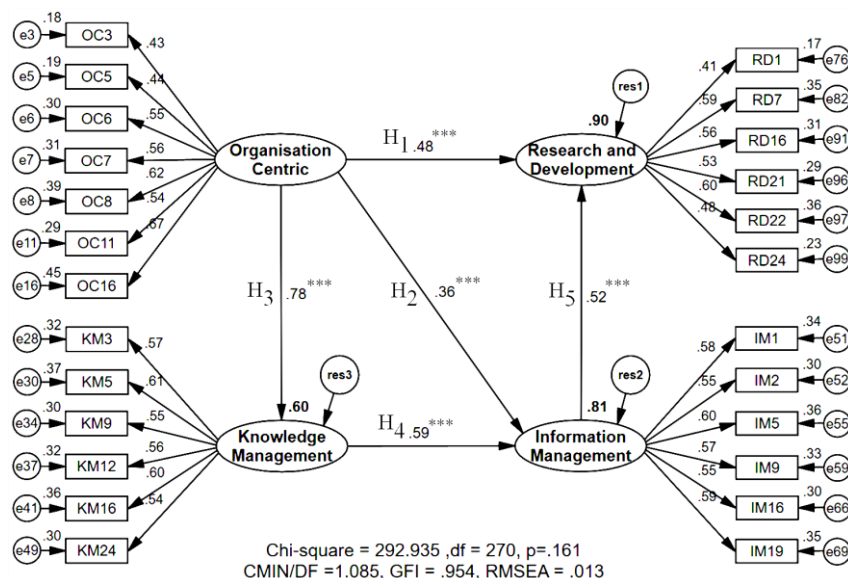 .18
e3 OC3 .43
.19
e5 OC5 .44
.30
e6 OC6 .55
.31
e7 OC7 .56
.39
e8 OC8 .62
.29
e11 OC11 .54
.45
e16 OC16 .67
Organisation
Centric
H1 .48***
res1
.90
Research and
Development
.17
.41 RD1 e76
.35
.59 RD7 e82
.31
.56 RD16 e91
.29
.53 RD21 e96
.36
.60 RD22 e97
.23
.48 RD24 e99
H3 .78***
H2 .36***
H5 .52***
.32
e28 KM3 .57
.37
e30 KM5 .61
.30
e34 KM9 .55
.32
e37 KM12 .56
.36
e41 KM16 .60
.30
e49 KM24 .54
res3
.60
Knowledge
Management
H4 .59***
res2
.81
Information
Management
.34
.58 IM1 e51
.30
.55 IM2 e52
.36
.60 IM5 e55
.33
.57 IM9 e59
.30
.55 IM16 e66
.35
.59 IM19 e69
Chi-square = 292.935 ,df = 270, p=.161
CMIN/DF =1.085, GFI = .954, RMSEA = .013